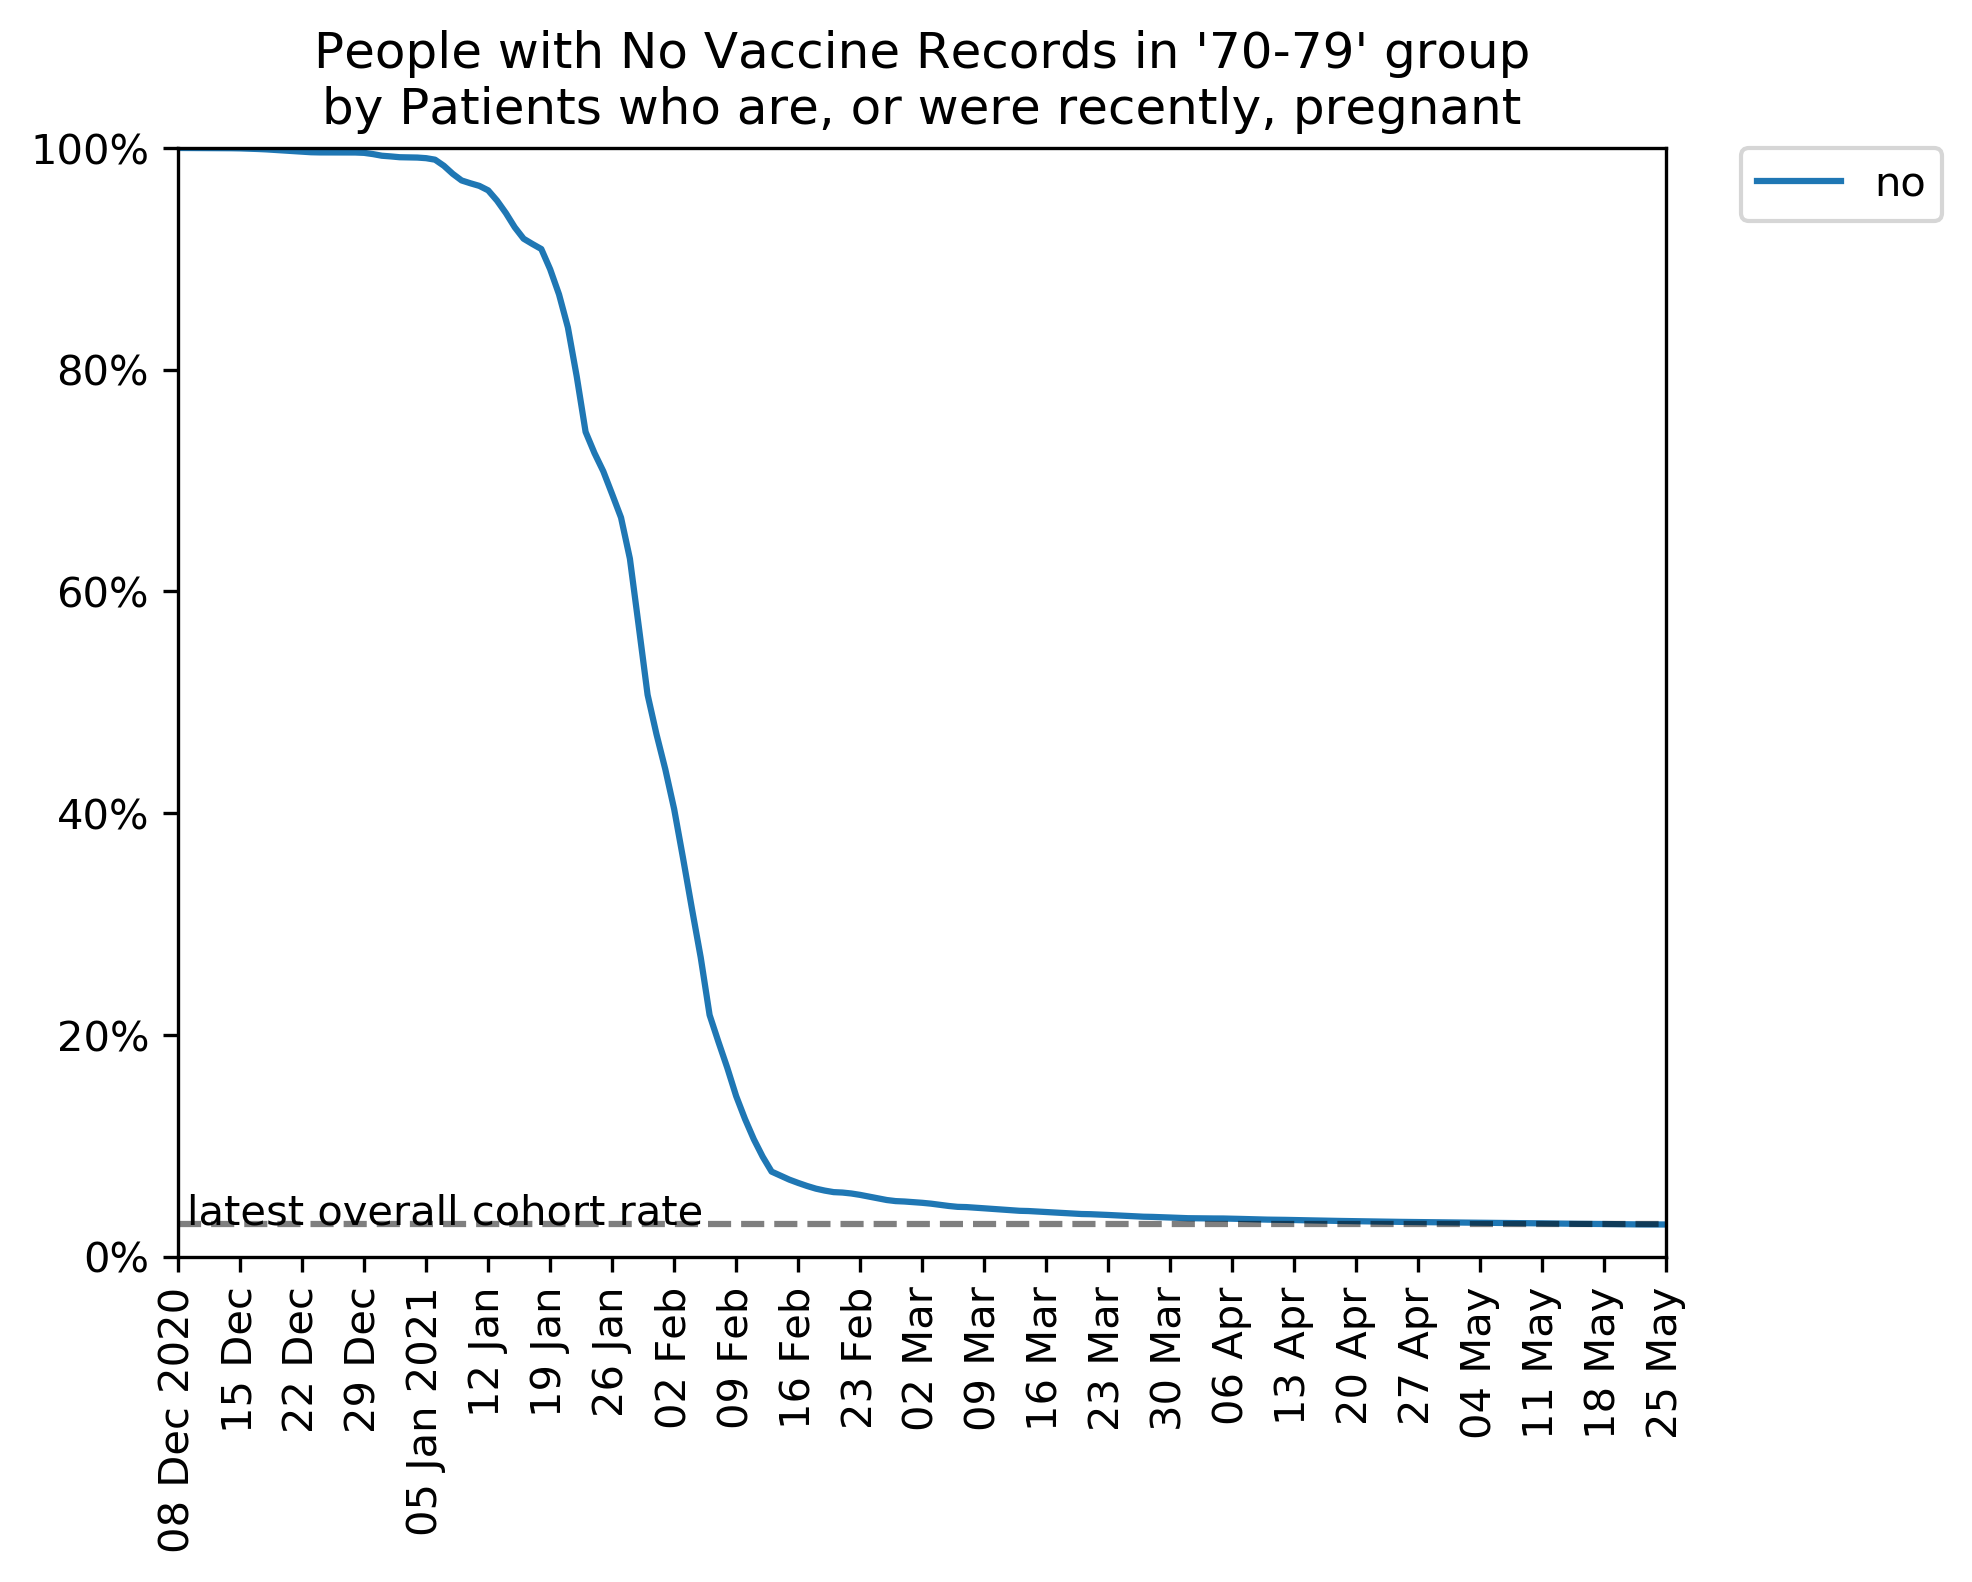 People with No Vaccine Records in '70-79' group
by Patients who are, or were recently, pregnant
100%
80%
60%
40%
20%
0%
no
latest overall cohort rate
08 Dec 2020
15 Dec
22 Dec
29 Dec
05 Jan 2021
12 Jan
19 Jan
26 Jan
02 Feb
09 Feb
16 Feb
23 Feb
02 Mar
09 Mar
16 Mar
23 Mar
30 Mar
06 Apr
13 Apr
20 Apr
27 Apr
04 May
11 May
18 May
25 May